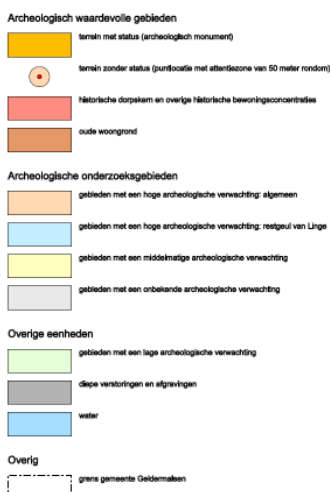 Archeologisch waardevolle gebieden
terrein met status (archeologisch monument)
terrein zonder status (puntlocatie met attentiezone van 50 meter rondom)
historische dorpskern en overige historische bewoningsconcentraties
oude woongrond
Archeologische onderzoeksgebieden
gebieden met een hoge archeologische verwachting: algemeen
gebieden met een hoge archeologische verwachting: restgeul van Linge
gebieden met een middelmatige archeologische verwachting
gebieden met een onbekende archeologische verwachting
Overige eenheden
gebieden met een lage archeologische verwachting
diepe verstoringen en afgravingen
water
Overig
grens gemeente Geldermalsen